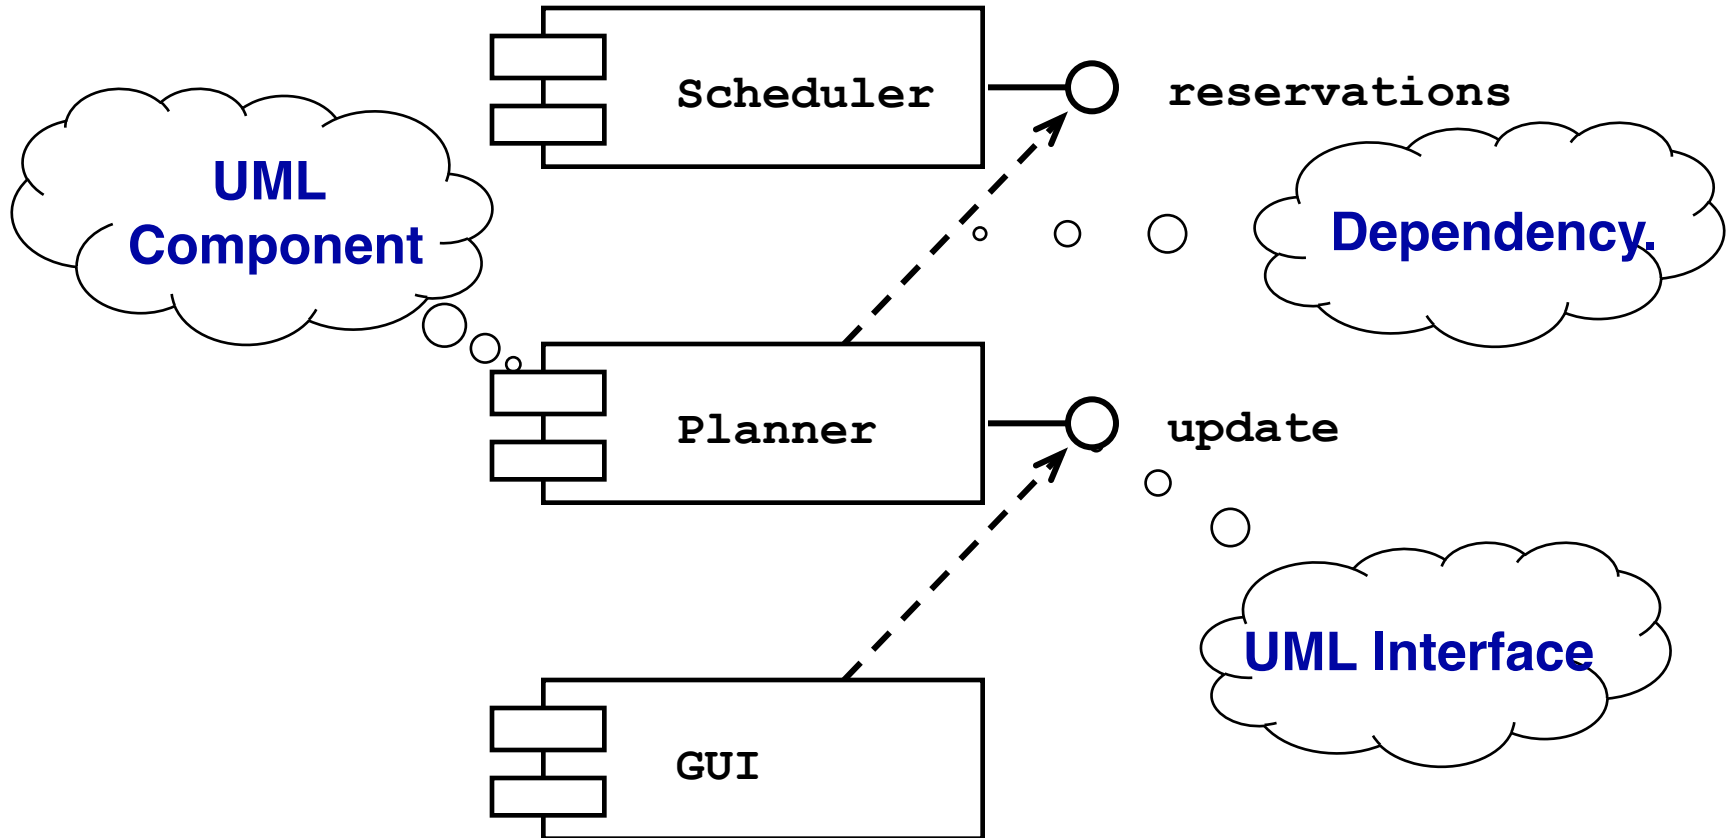 Scheduler
reservations
UML
Component
Dependency.
Planner
update
UML Interface
GUI